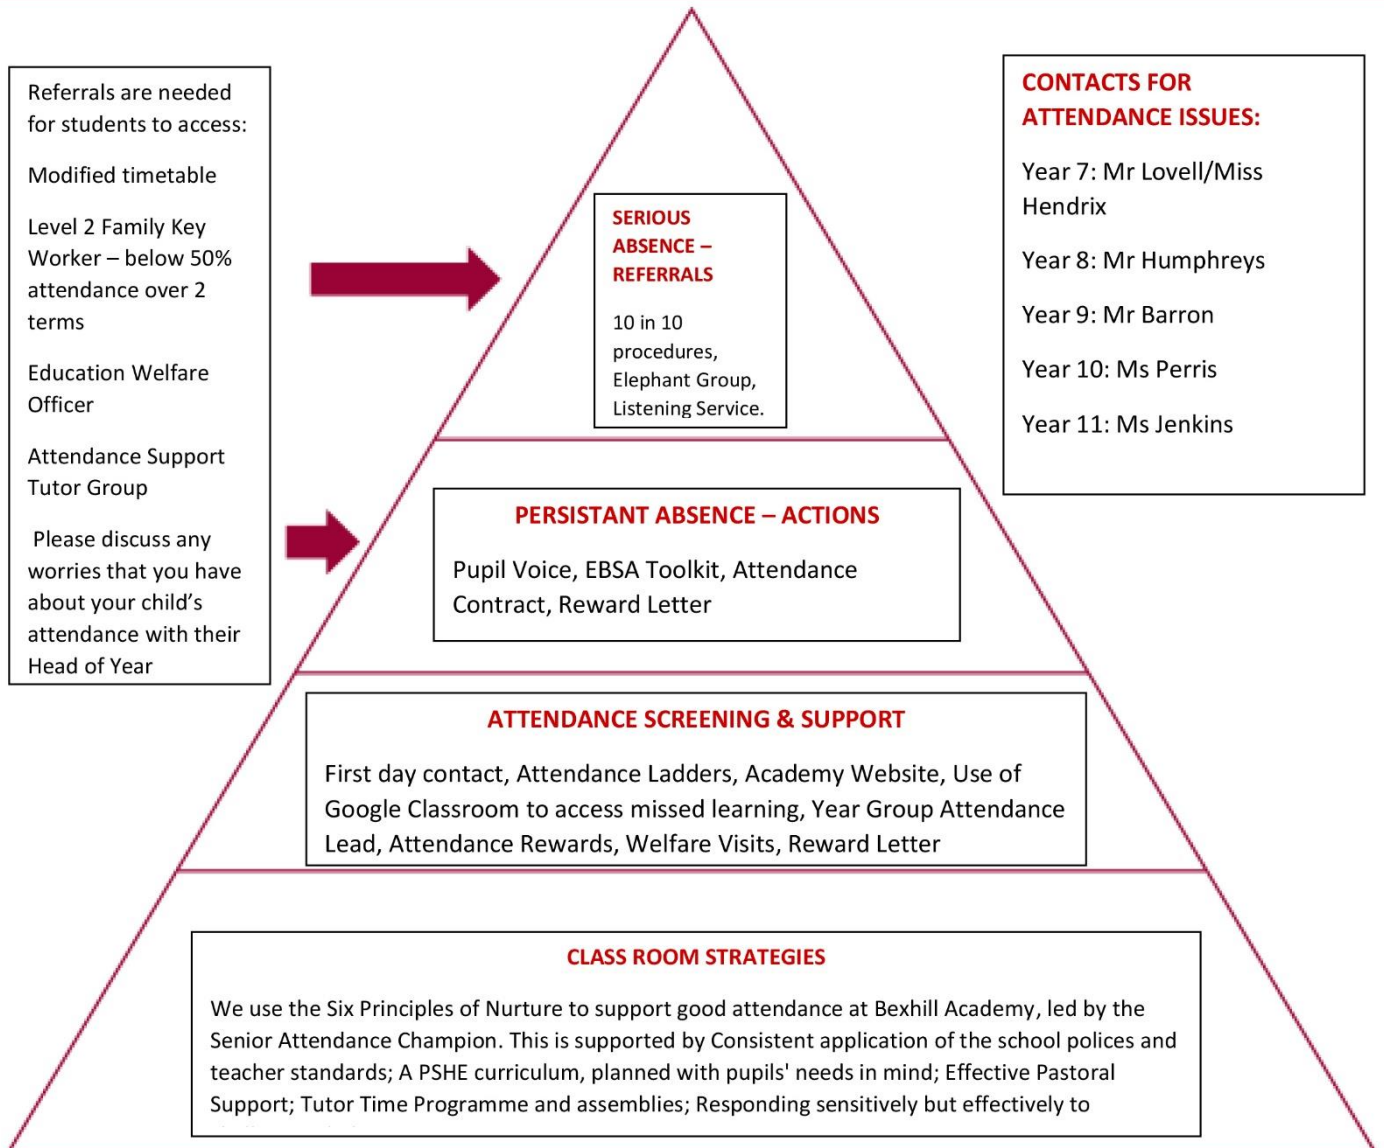 Referrals are needed
for students to access:
Modified timetable
Level 2 Family Key
Worker – below 50%
attendance over 2
terms
Education Welfare
Officer
Attendance Support
Tutor Group
Please discuss any
worries that you have
about your child's
attendance with their
Head of Year
CONTACTS FOR
ATTENDANCE ISSUES:
Year 7: Mr Lovell/Miss
Hendrix
Year 8: Mr Humphreys
Year 9: Mr Barron
Year 10: Ms Perris
Year 11: Ms Jenkins
SERIOUS
ABSENCE –
REFERRALS
10 in 10
procedures,
Elephant Group,
Listening Service.
PERSISTANT ABSENCE – ACTIONS
Pupil Voice, EBSA Toolkit, Attendance
Contract, Reward Letter
ATTENDANCE SCREENING & SUPPORT
First day contact, Attendance Ladders, Academy Website, Use of
Google Classroom to access missed learning, Year Group Attendance
Lead, Attendance Rewards, Welfare Visits, Reward Letter
CLASS ROOM STRATEGIES
We use the Six Principles of Nurture to support good attendance at Bexhill Academy, led by the
Senior Attendance Champion. This is supported by Consistent application of the school polices and
teacher standards; A PSHE curriculum, planned with pupils' needs in mind; Effective Pastoral
Support; Tutor Time Programme and assemblies; Responding sensitively but effectively to